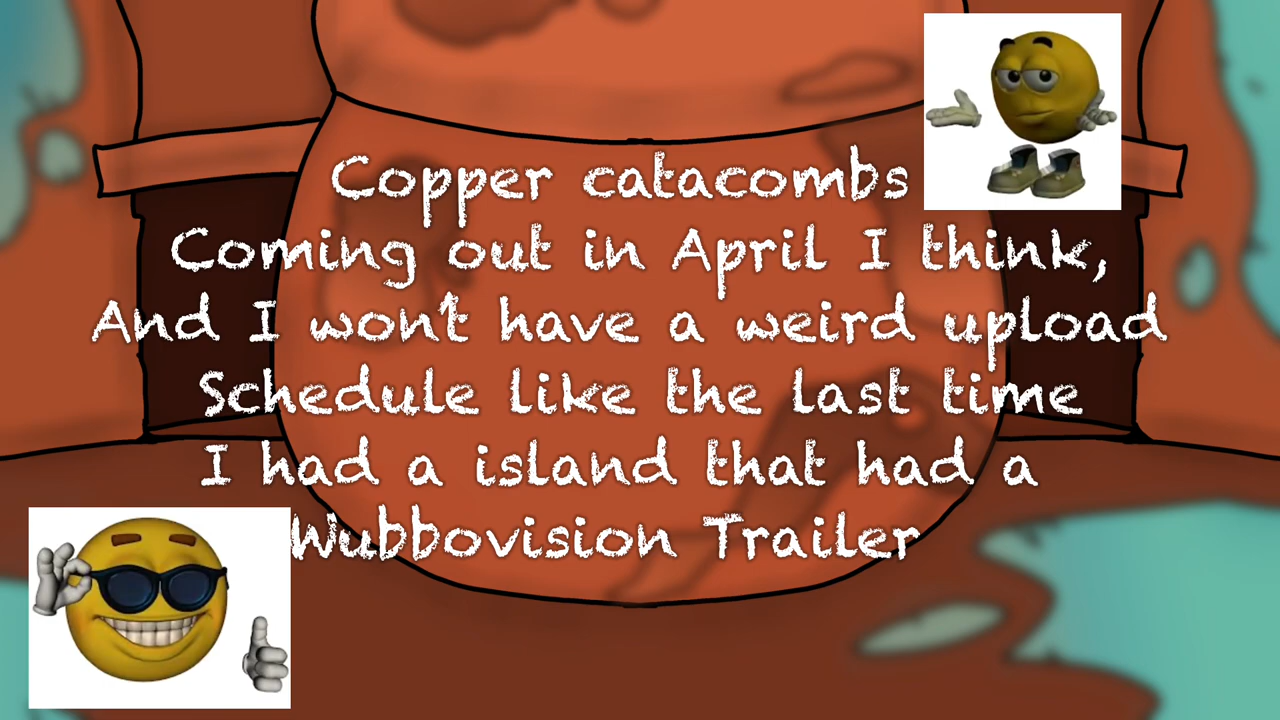 Copper catacombs
Coming out in April I think,
And I won't have a weird upload
Schedule like the last time
I had a island that had a
Wubbovision Trailer